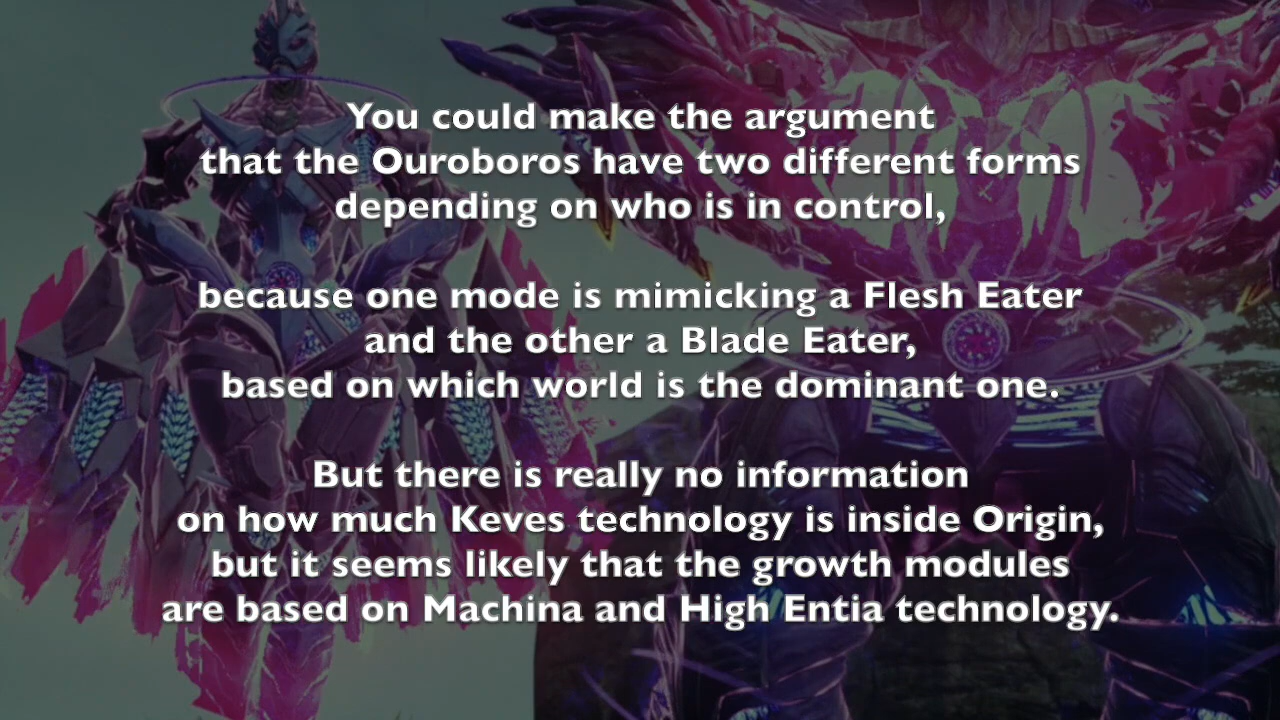 You could make the argument
that the Ouroboros have two different forms
depending on who is in control,
because one mode is mimicking a Flesh Eater
and the other a Blade Eater,
based on which world is the dominant one.
But there is really no information
on how much Keves technology is inside Origin,
but it seems likely that the growth modules
are based on Machina and High Entia technology.